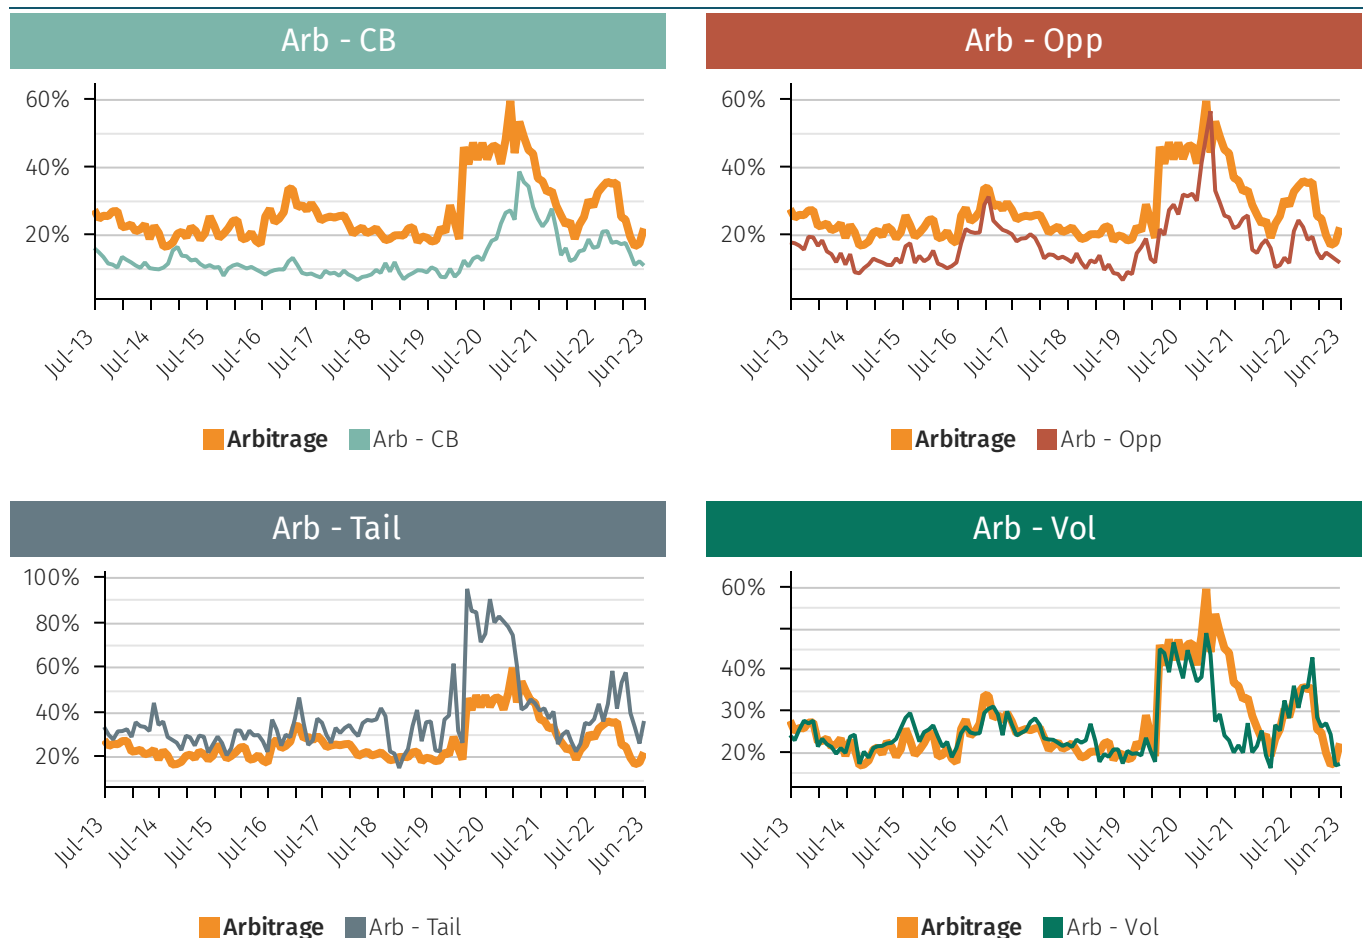 Arb - CB
60%
40%
20%
Jul-13
Jul-14
Jul-15
Jul-16
Jul-17
Jul-18
Jul-19
Jul-20
Jul-21
Jul-22
Jun-23
Arbitrage Arb - CB
Arb - Opp
60%
40%
20%
Jul-13
Jul-14
Jul-15
Jul-16
Jul-17
Jul-18
Jul-19
Jul-20
Jul-21
Jul-22
Jun-23
Arbitrage Arb - Opp
Arb - Tail
100%
80%
60%
40%
20%
Jul-13
Jul-14
Jul-15
Jul-16
Jul-17
Jul-18
Jul-19
Jul-20
Jul-21
Jul-22
Jun-23
Arbitrage Arb - Tail
Arb - Vol
60%
40%
30%
20%
Jul-13
Jul-14
Jul-15
Jul-16
Jul-17
Jul-18
Jul-19
Jul-20
Jul-21
Jul-22
Jun-23
Arbitrage Arb - Vol